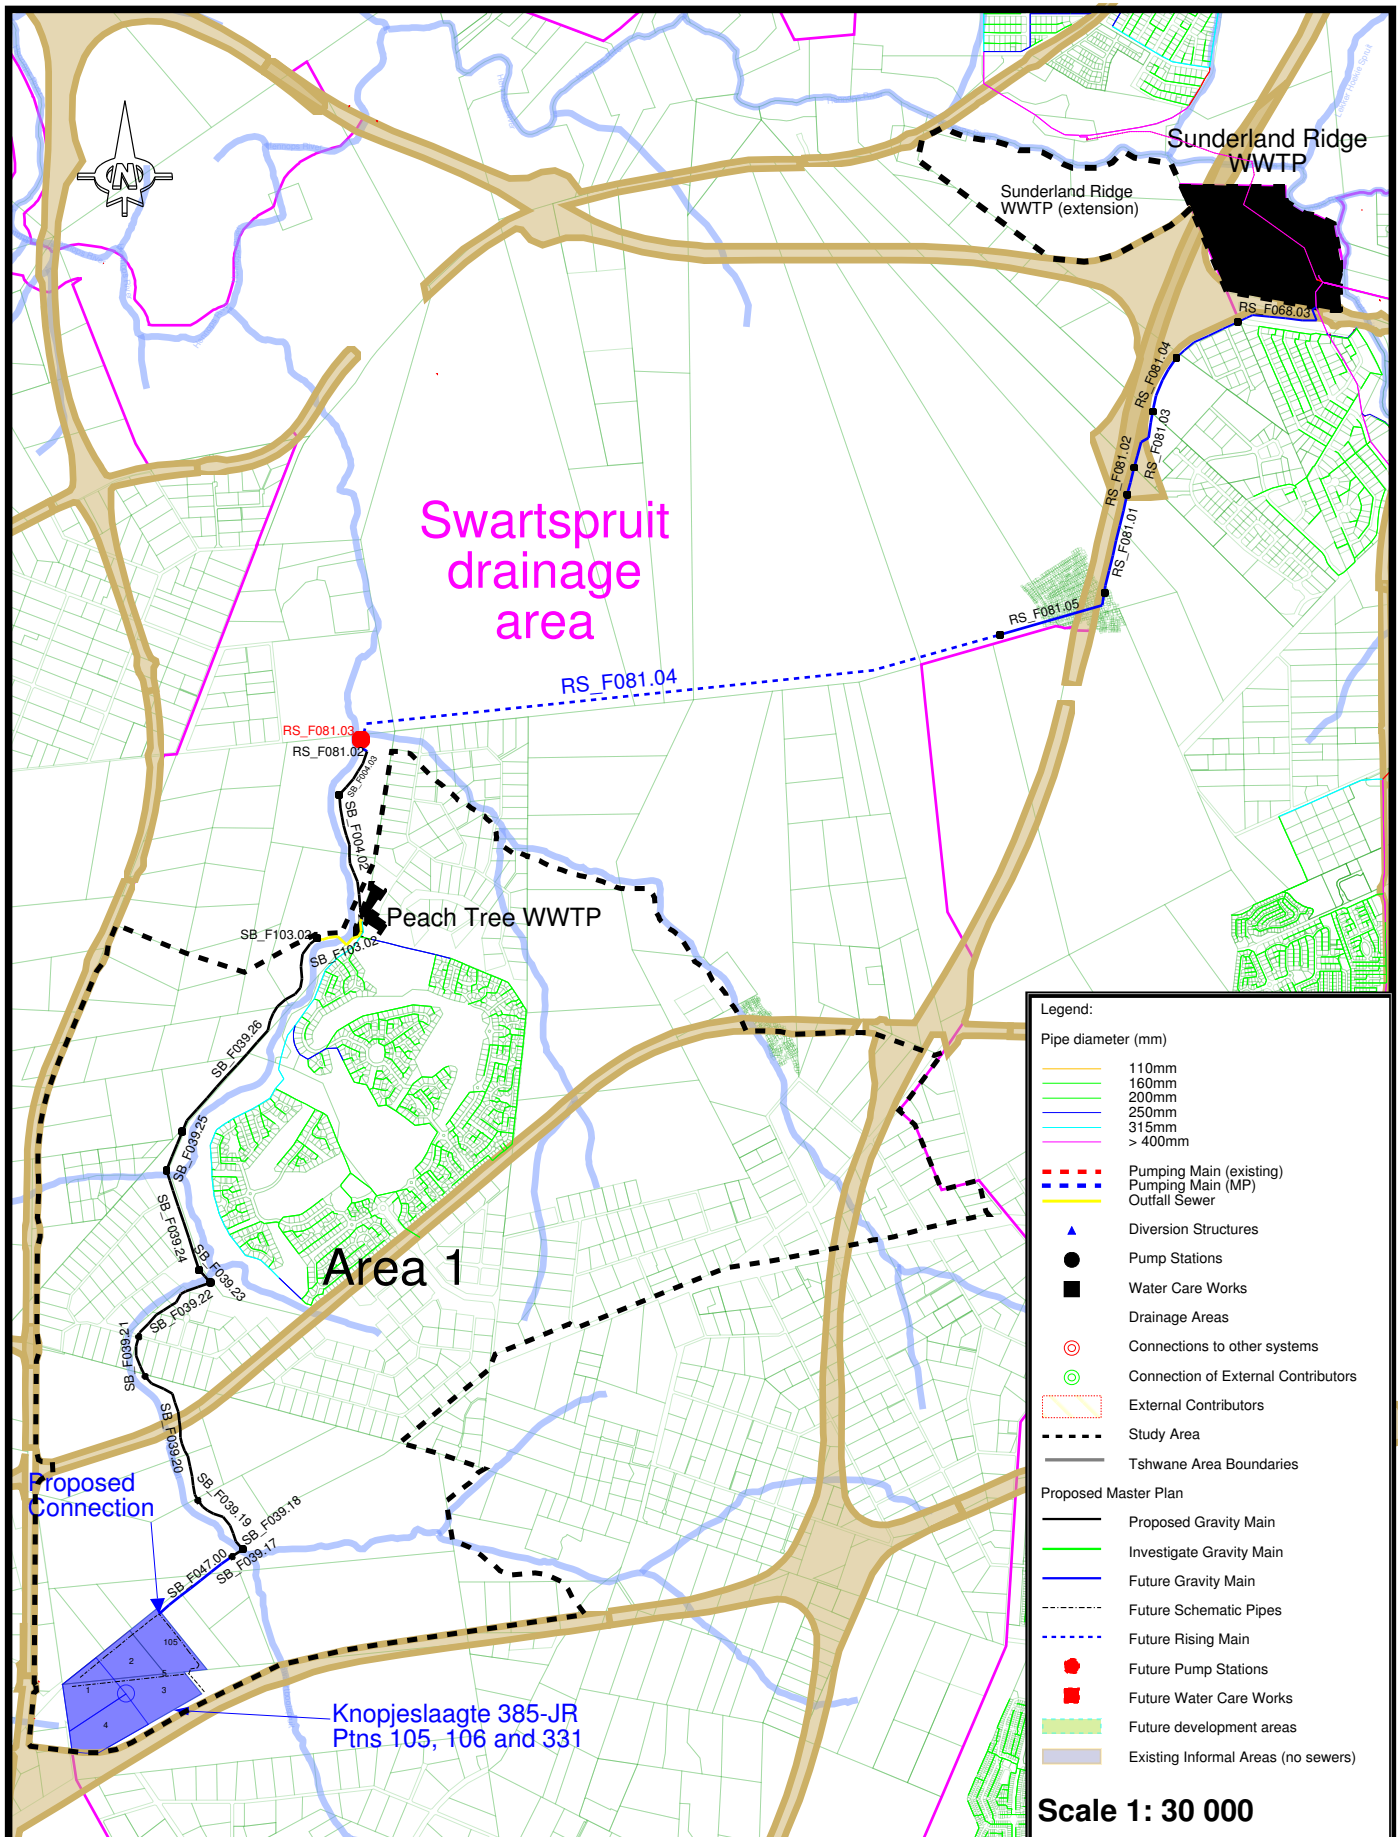 N
Sunderland Ridge
WWTP
Sunderland Ridge
WWTP (extension)
RS_F068.03
RS_F081.04
RS_F081.03
RS_F081.02
RS_F081.01
RS_F081.05
Swartspruit
drainage
area
RS_F081.04
RS_F081.03
RS_F081.02
SB_F004.03
SB_F004.02
Peach Tree WWTP
SB_F103.02
SB_F103.02
SB_F039.26
SB_F039.25
SB_F039.24
SB_F039.23
SB_F039.22
SB_F039.21
SB_F039.20
SB_F039.19
SB_F039.18
SB_F039.17
SB_F047.00
Area 1
Proposed
Connection
105
2
5
1
3
4
Knopjeslaagte 385-JR
Ptns 105, 106 and 331
Legend:
Pipe diameter (mm)
110mm
160mm
200mm
250mm
315mm
> 400mm
Pumping Main (existing)
Pumping Main (MP)
Outfall Sewer
Diversion Structures
Pump Stations
Water Care Works
Drainage Areas
Connections to other systems
Connection of External Contributors
External Contributors
Study Area
Tshwane Area Boundaries
Proposed Master Plan
Proposed Gravity Main
Investigate Gravity Main
Future Gravity Main
Future Schematic Pipes
Future Rising Main
Future Pump Stations
Future Water Care Works
Future development areas
Existing Informal Areas (no sewers)
Scale 1: 30 000